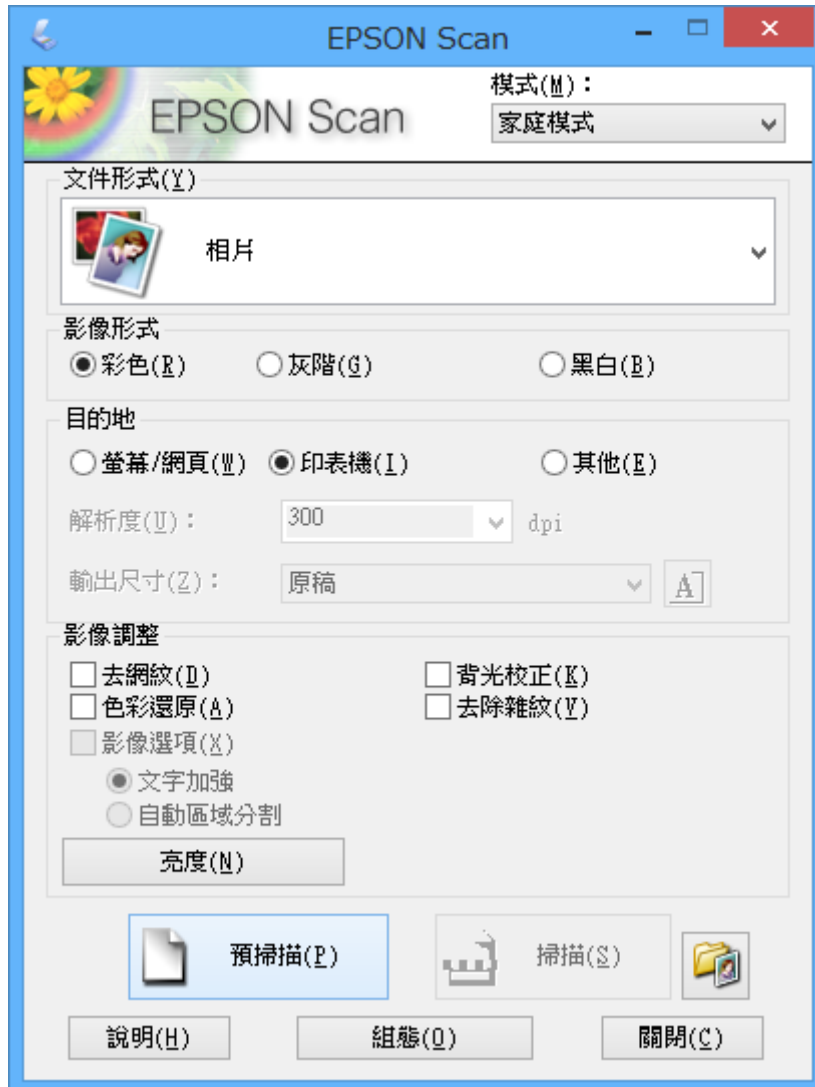 EPSON Scan
EPSON Scan
模式(M)：
家庭模式
文件形式(Y)
相片
影像形式
彩色(R) 灰階(G) 黑白(B)
目的地
螢幕/網頁(W) 印表機(I) 其他(E)
解析度(U)： 300 dpi
輸出尺寸(Z)： 原稿 A
影像調整
去網紋(D) 背光校正(K)
色彩還原(A) 去除雜紋(V)
影像選項(X)
文字加強
自動區域分割
亮度(N)
預掃描(P) 掃描(S)
說明(H) 組態(O) 關閉(C)